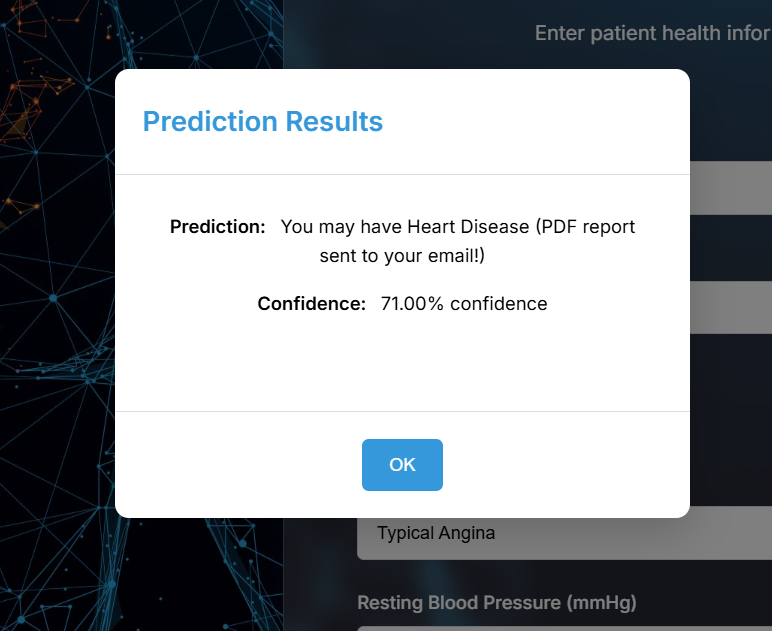 Enter patient health infor
Prediction Results
Prediction: You may have Heart Disease (PDF report
sent to your email!)
Confidence: 71.00% confidence
OK
Typical Angina
Resting Blood Pressure (mmHg)